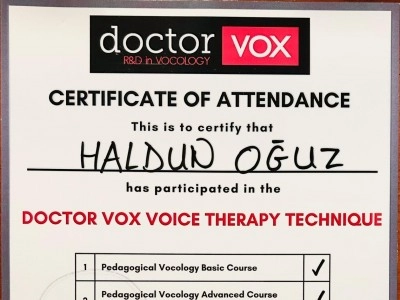 doctor VOX
R&D in VOCOLOGY
CERTIFICATE OF ATTENDANCE
This is to certify that
HALDUN OĞUZ
has participated in the
DOCTOR VOX VOICE THERAPY TECHNIQUE
1 Pedagogical Vocology Basic Course ✓
Pedagogical Vocology Advanced Course